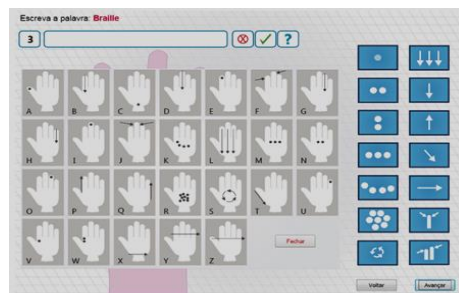 Escreva a palavra: Braille
3 ?
A B C D E F G
H I J K L M N
O P Q R S T U
V W X Y Z Fechar
Voltar Avançar